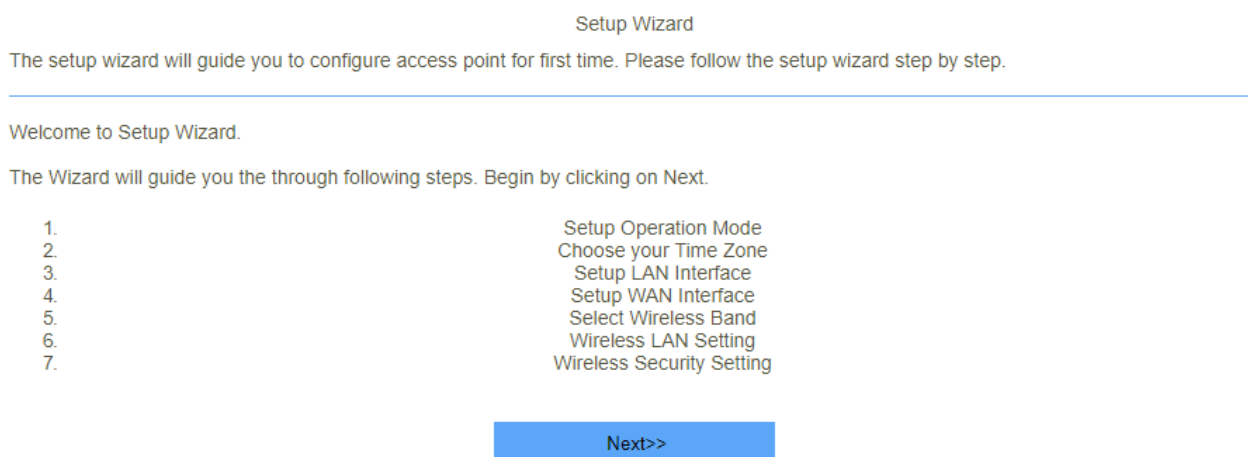 Setup Wizard
The setup wizard will guide you to configure access point for first time. Please follow the setup wizard step by step.
Welcome to Setup Wizard.
The Wizard will guide you the through following steps. Begin by clicking on Next.
1. Setup Operation Mode
2. Choose your Time Zone
3. Setup LAN Interface
4. Setup WAN Interface
5. Select Wireless Band
6. Wireless LAN Setting
7. Wireless Security Setting
Next>>